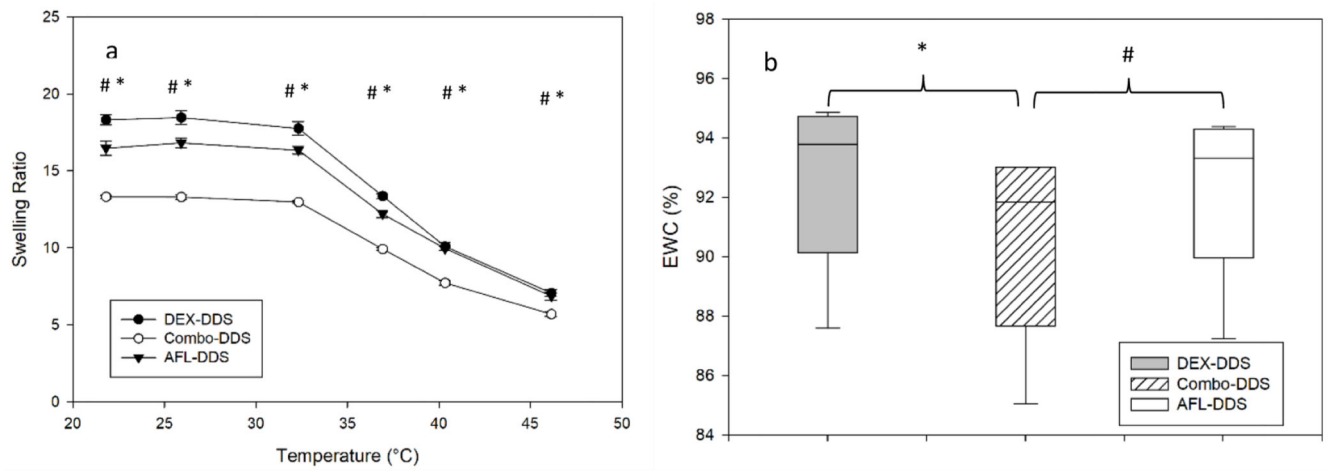 a
# * # * # * # * # * # *
25
20
15
10
5
0
Swelling Ratio
DEX-DDS
Combo-DDS
AFL-DDS
20 25 30 35 40 45 50
Temperature (°C)
b
* #
98
96
94
92
90
88
86
84
EWC (%)
DEX-DDS
Combo-DDS
AFL-DDS